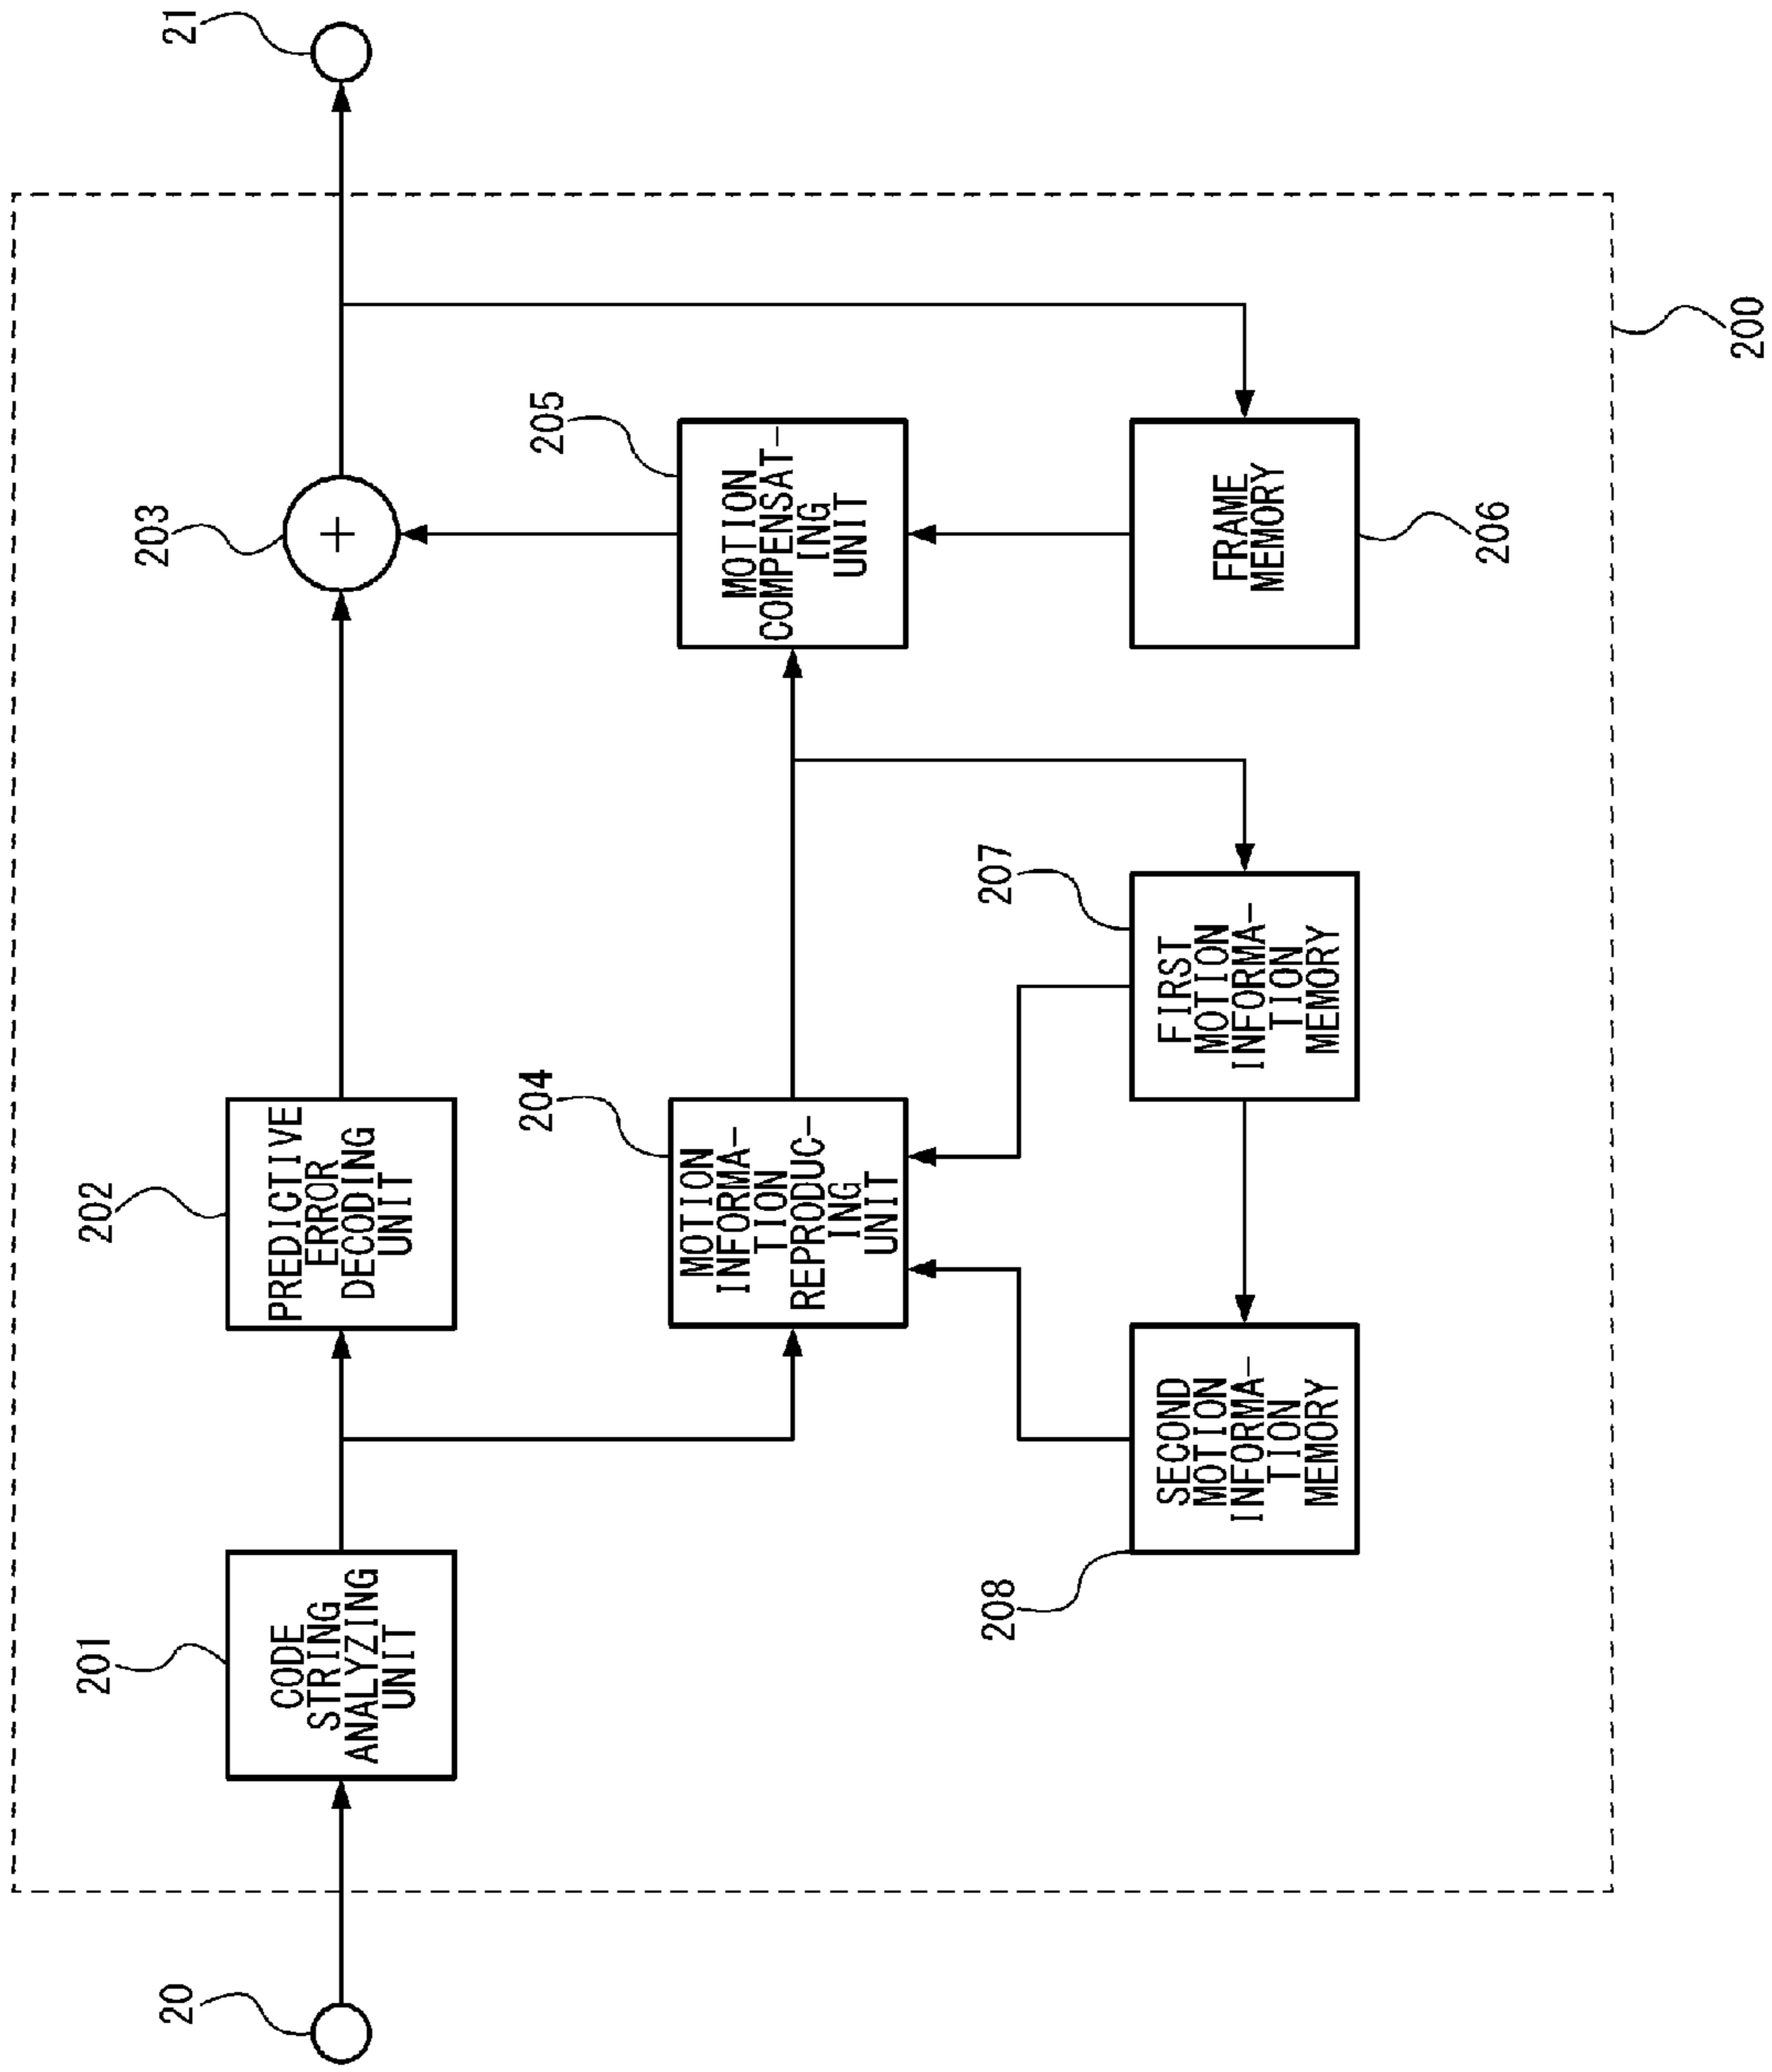 20
21
200
201
CODE
STRING
ANALYZING
UNIT
202
PREDICTIVE
ERROR
DECODING
UNIT
203
+
204
MOTION
INFORMA-
TION
REPRODUC-
ING
UNIT
205
MOTION
COMPENSAT-
ING
UNIT
208
SECOND
MOTION
INFORMA-
TION
MEMORY
207
FIRST
MOTION
INFORMA-
TION
MEMORY
FRAME
MEMORY
206